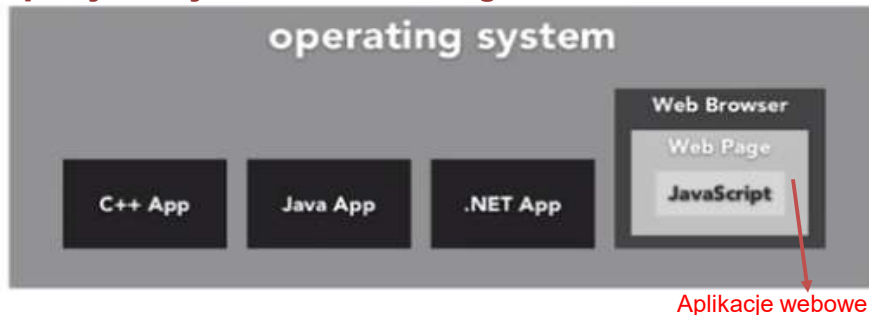 operating system
Web Browser
Web Page
JavaScript
C++ App
Java App
.NET App
Aplikacje webowe